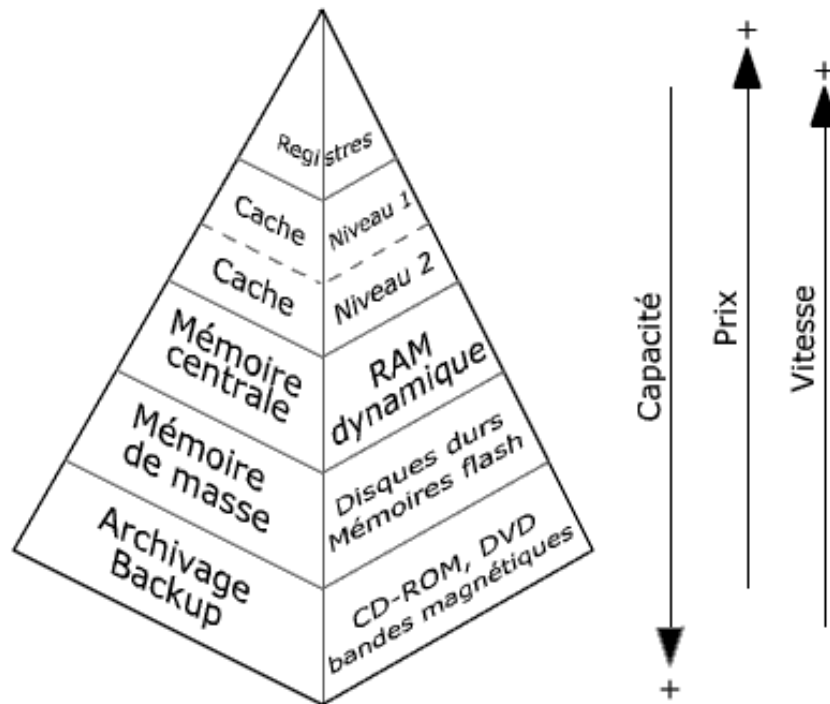 Registres
Cache
Niveau 1
Cache
Niveau 2
Mémoire
centrale
RAM
dynamique
Mémoire
de masse
Disques durs
Mémoires flash
Archivage
Backup
CD-ROM, DVD
bandes magnétiques
Capacité
+
Prix
+
Vitesse
+